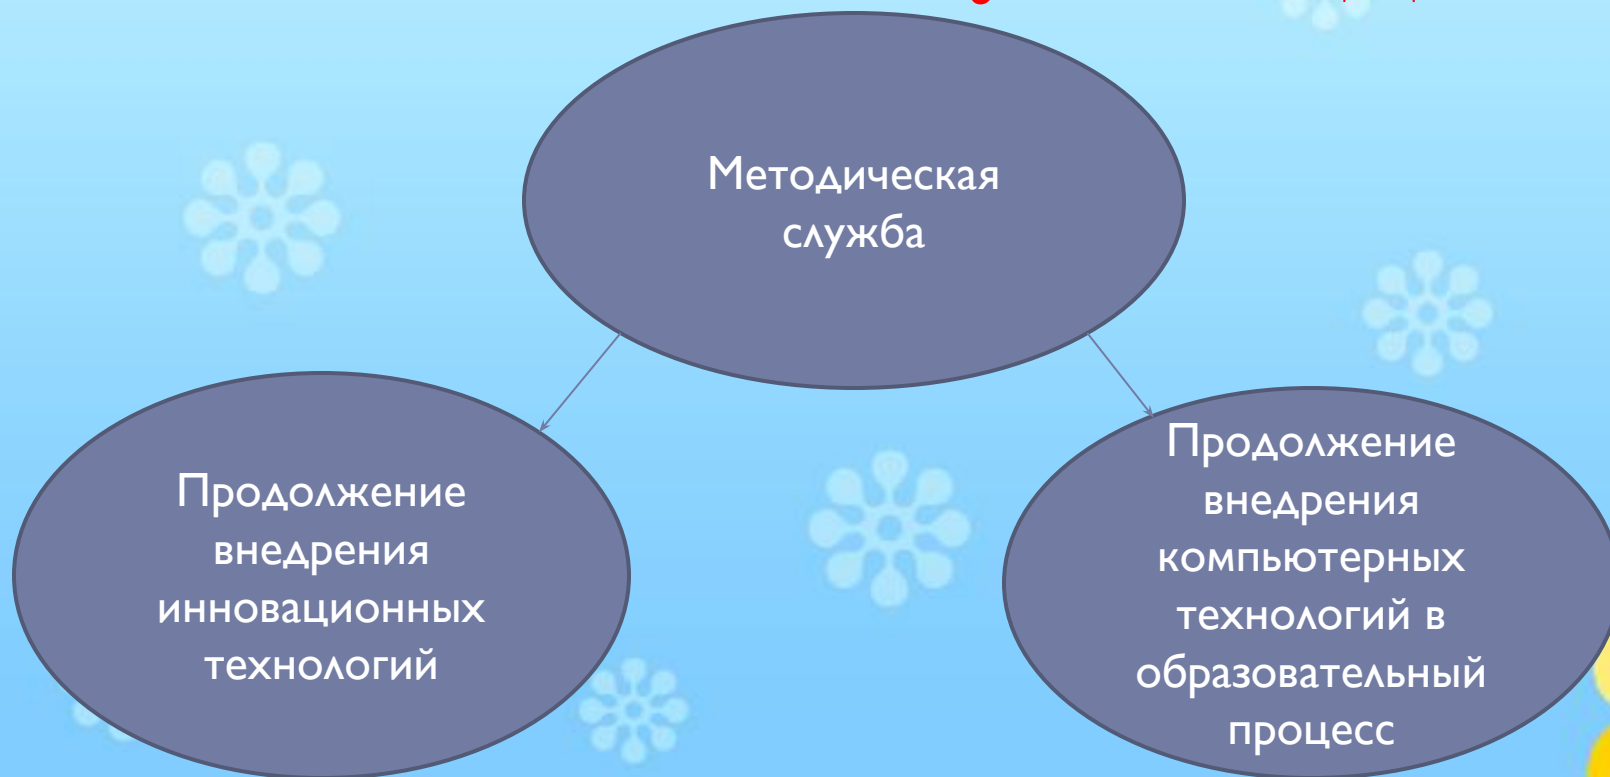 Методическая
служба
Продолжение
внедрения
инновационных
технологий
Продолжение
внедрения
компьютерных
технологий в
образовательный
процесс